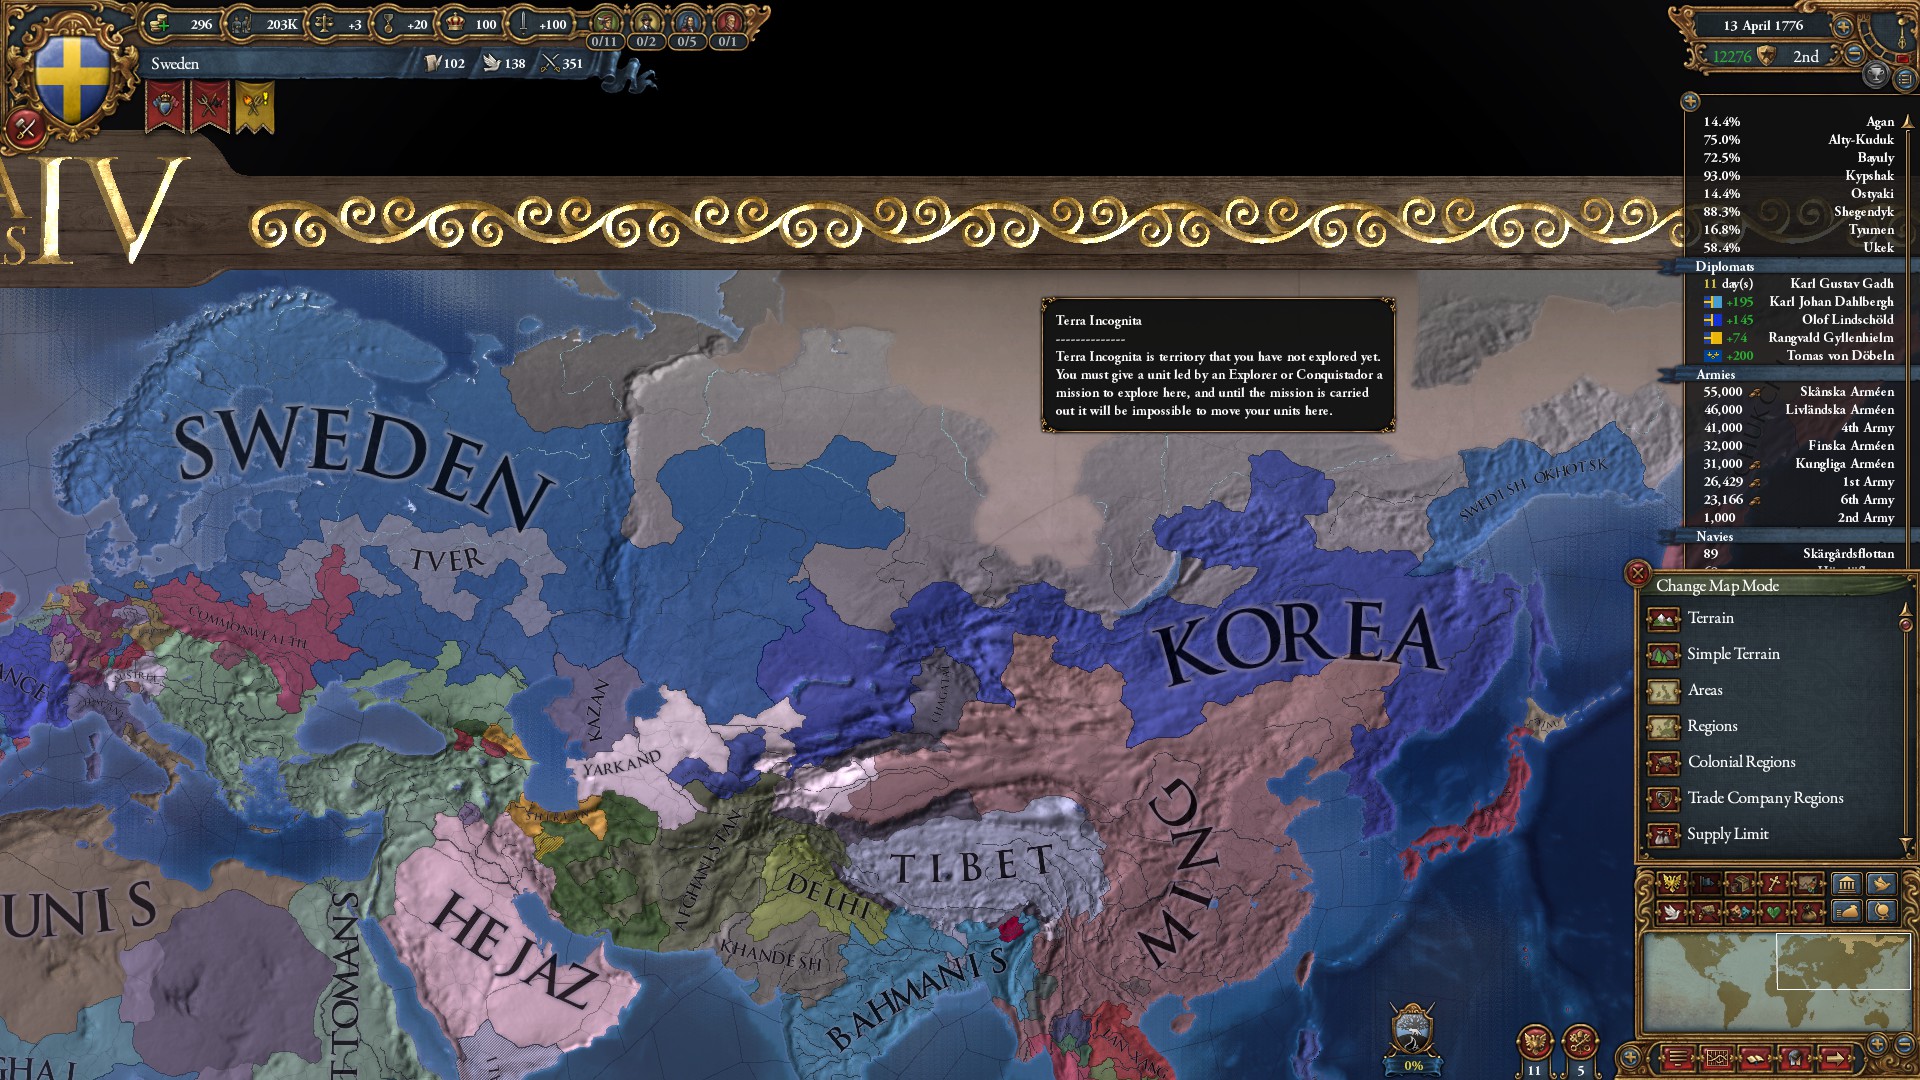 296
203K
+3
+20
100
+100
0/11
0/2
0/5
0/1
Sweden
102
138
351
13 April 1776
12276
2nd
IV
14.4% Agan
75.0% Alty-Kuduk
72.5% Bayuly
93.0% Kypshak
14.4% Ostyaki
88.3% Shegendyk
16.8% Tyumen
58.4% Ukek
Diplomats
11 day(s) Karl Gustav Gadh
+195 Karl Johan Dahlbergh
+145 Olof Lindschöld
+74 Rangvald Gyllenhielm
+200 Tomas von Döbeln
Armies
55,000 Skånska Arméen
46,000 Livländska Arméen
41,000 4th Army
32,000 Finska Arméen
31,000 Kungliga Arméen
26,429 1st Army
23,166 6th Army
1,000 2nd Army
Navies
89 Skärgårdsflottan
Terra Incognita
--------------
Terra Incognita is territory that you have not explored yet.
You must give a unit led by an Explorer or Conquistador a
mission to explore here, and until the mission is carried
out it will be impossible to move your units here.
SWEDEN
SWEDISH OKHOTSK
TVER
COMMONWEALTH
KOREA
KAZAN
CHAGATAI
YARKAND
SHIRVAN
AFGHANISTAN
TIBET
MING
DELHI
KHANDESH
BAHMANIS
HEJAZ
UNIS
TTOMANS
Change Map Mode
Terrain
Simple Terrain
Areas
Regions
Colonial Regions
Trade Company Regions
Supply Limit
0%
11
5